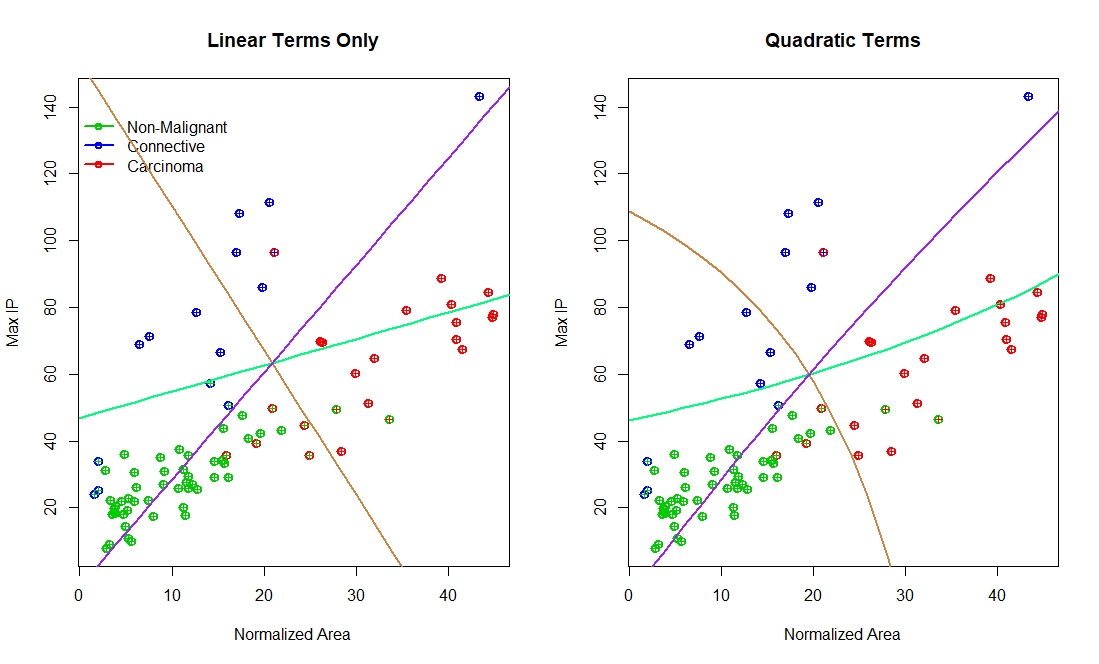 Linear Terms Only
Max IP
140
120
100
80
60
40
20
Non-Malignant
Connective
Carcinoma
0 10 20 30 40
Normalized Area
Quadratic Terms
Max IP
140
120
100
80
60
40
20
0 10 20 30 40
Normalized Area